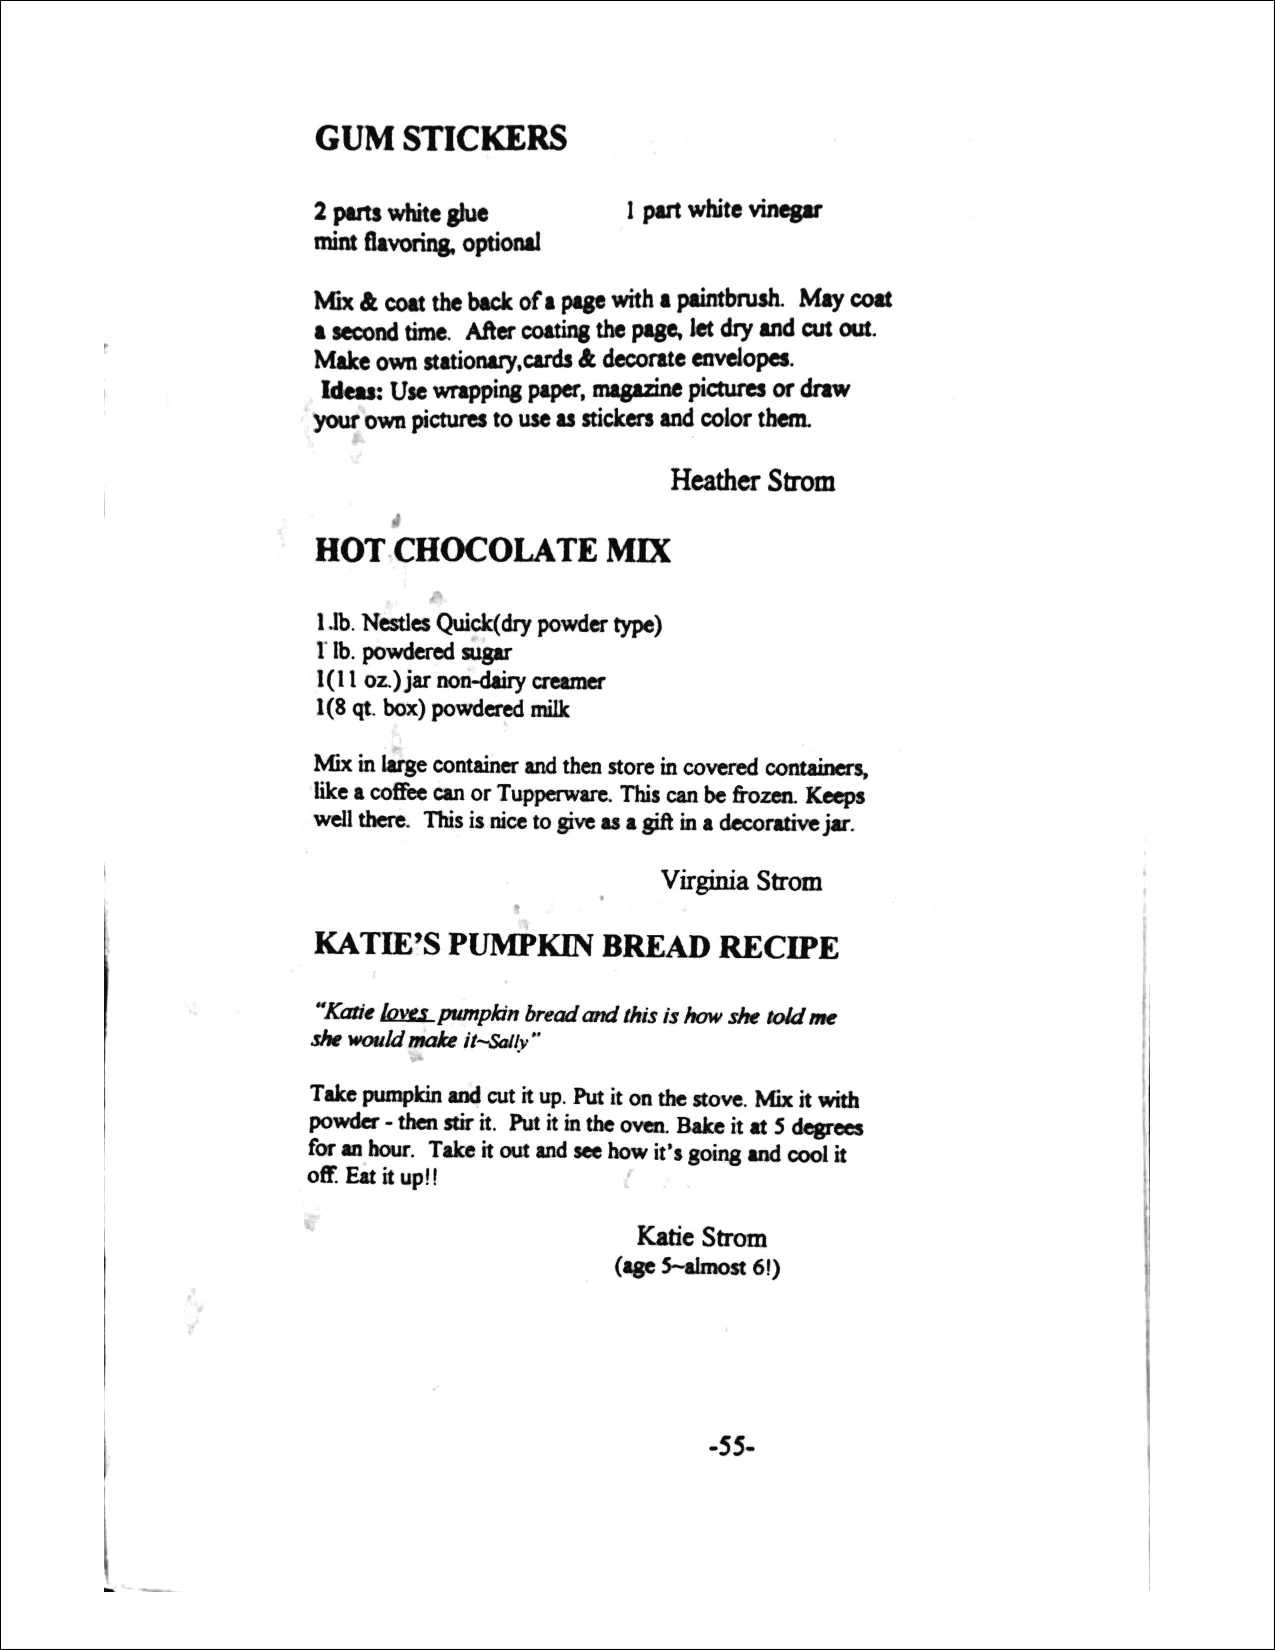 GUM STICKERS
2 parts white glue 1 part white vinegar
mint flavoring, optional
Mix & coat the back of a page with a paintbrush. May coat
a second time. After coating the page, let dry and cut out.
Make own stationary,cards & decorate envelopes.
Ideas: Use wrapping paper, magazine pictures or draw
your own pictures to use as stickers and color them.
Heather Strom
HOT CHOCOLATE MIX
1 lb. Nestles Quick(dry powder type)
1 lb. powdered sugar
1(11 oz.) jar non-dairy creamer
1(8 qt. box) powdered milk
Mix in large container and then store in covered containers,
like a coffee can or Tupperware. This can be frozen. Keeps
well there. This is nice to give as a gift in a decorative jar.
Virginia Strom
KATIE'S PUMPKIN BREAD RECIPE
"Katie loves pumpkin bread and this is how she told me
she would make it~Sally"
Take pumpkin and cut it up. Put it on the stove. Mix it with
powder - then stir it. Put it in the oven. Bake it at 5 degrees
for an hour. Take it out and see how it's going and cool it
off. Eat it up!!
Katie Strom
(age 5~almost 6!)
-55-